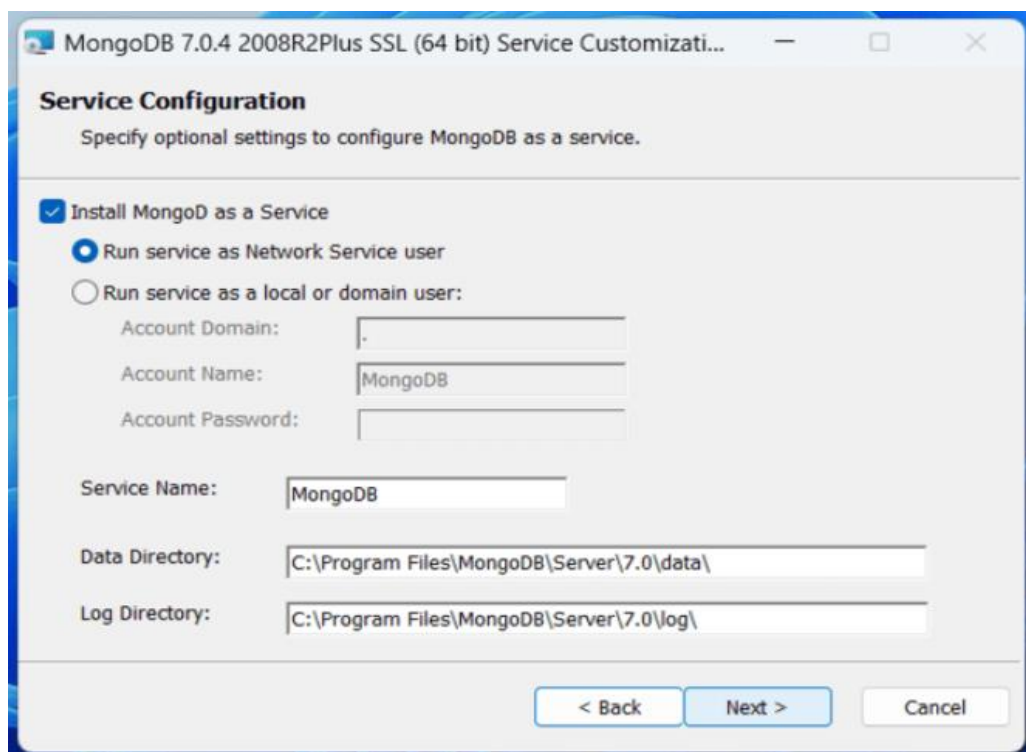 MongoDB 7.0.4 2008R2Plus SSL (64 bit) Service Customizati...
Service Configuration
Specify optional settings to configure MongoDB as a service.
Install MongoD as a Service
Run service as Network Service user
Run service as a local or domain user:
Account Domain: .
Account Name: MongoDB
Account Password:
Service Name: MongoDB
Data Directory: C:\Program Files\MongoDB\Server\7.0\data\
Log Directory: C:\Program Files\MongoDB\Server\7.0\log\
< Back Next > Cancel